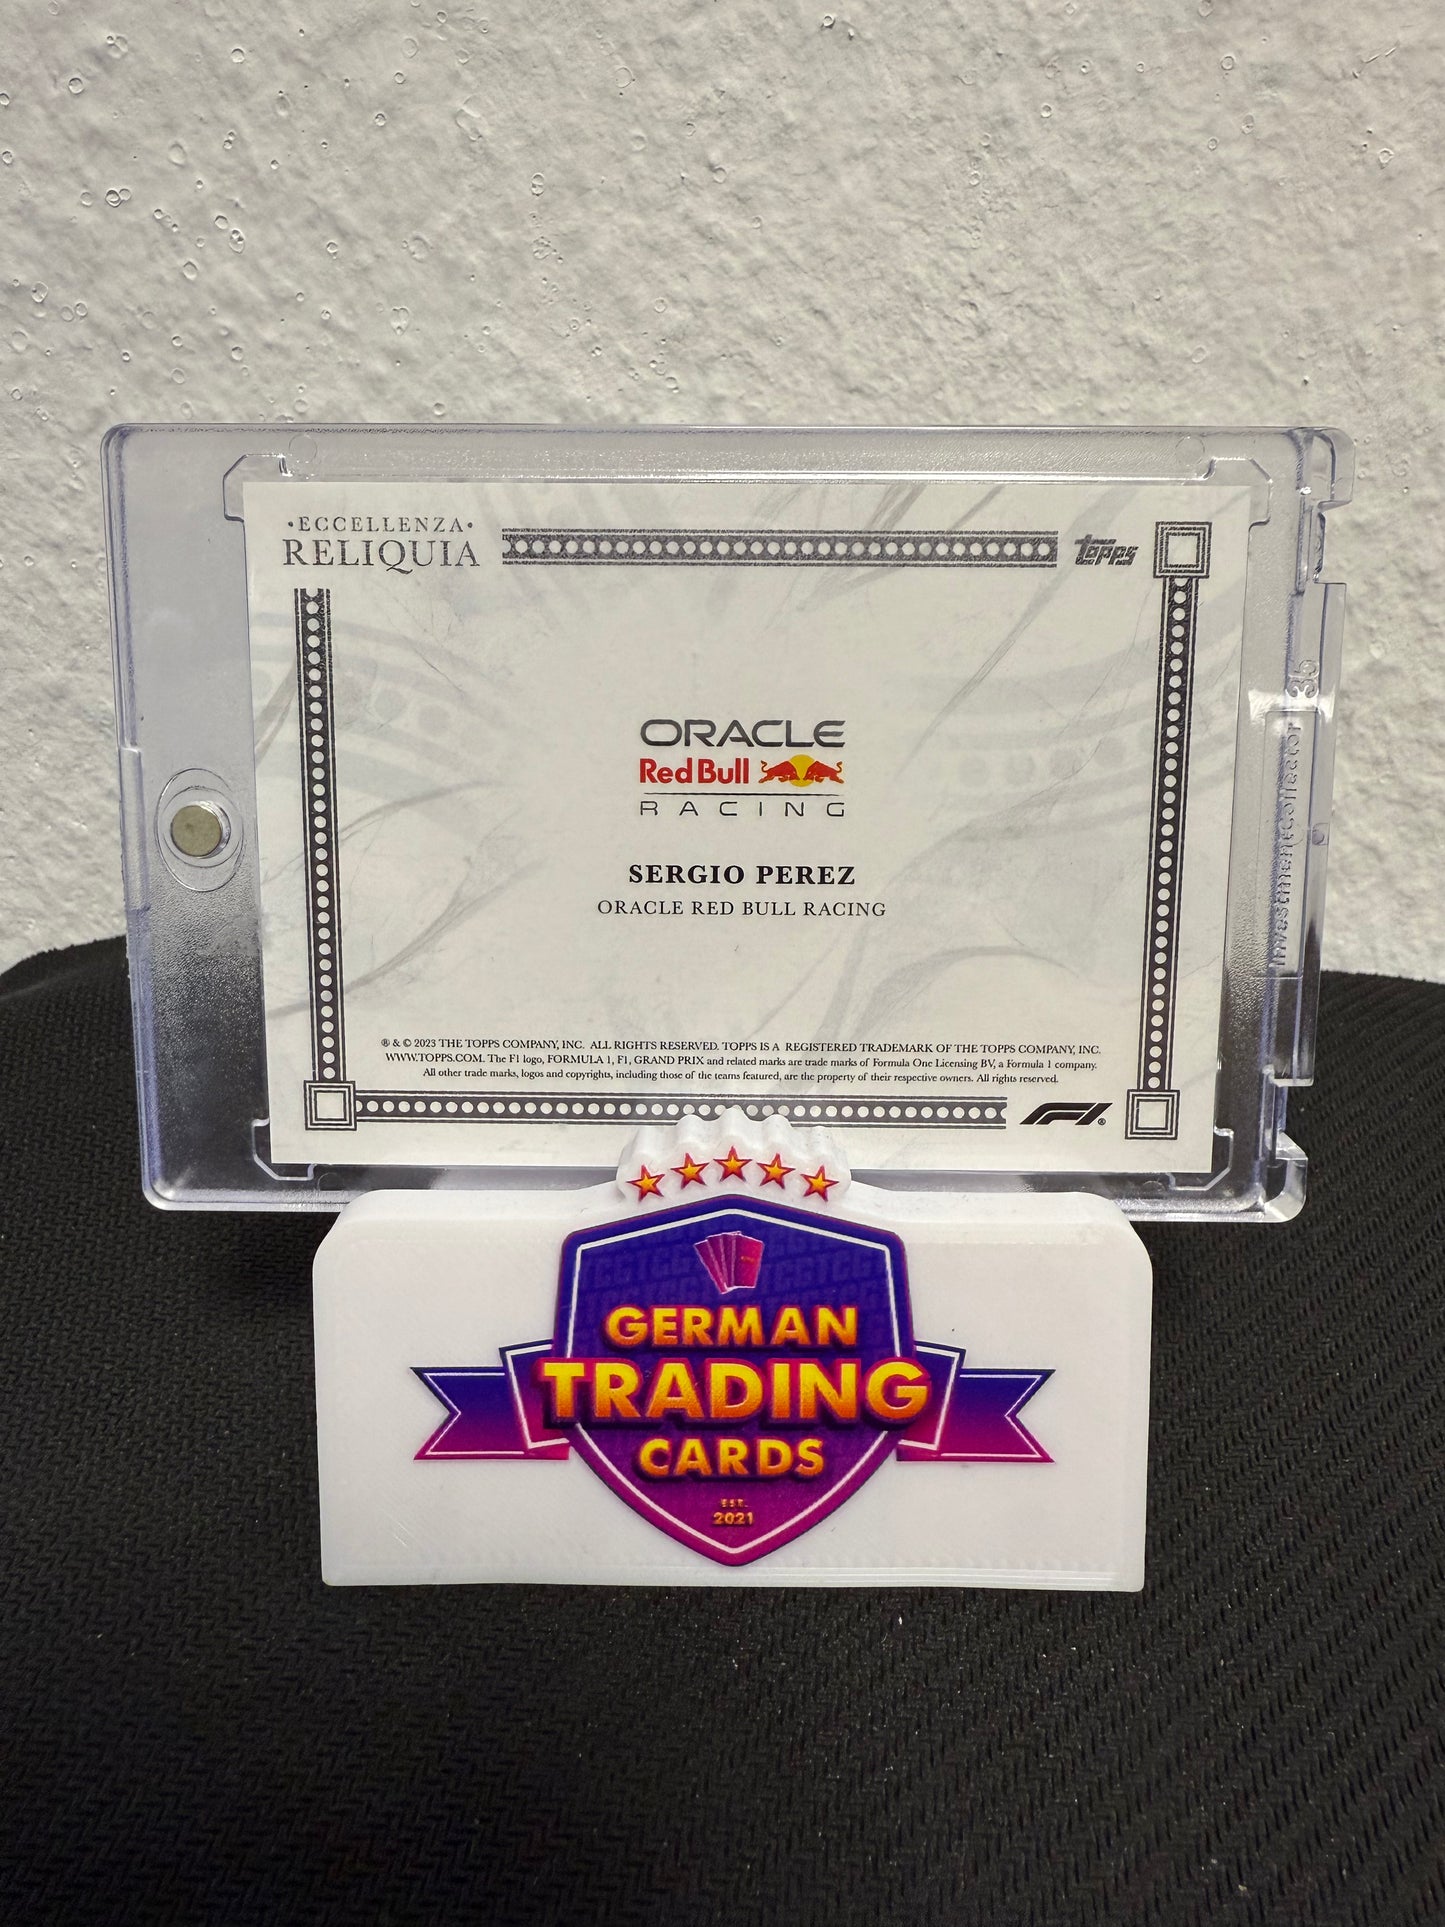 •ECCELLENZA•
RELIQUIA
topps
ORACLE
Red Bull
RACING
SERGIO PEREZ
ORACLE RED BULL RACING
® & © 2023 THE TOPPS COMPANY, INC. ALL RIGHTS RESERVED. TOPPS IS A REGISTERED TRADEMARK OF THE TOPPS COMPANY, INC.
WWW.TOPPS.COM. The F1 logo, FORMULA 1, F1, GRAND PRIX and related marks are trade marks of Formula One Licensing BV, a Formula 1 company.
All other trade marks, logos and copyrights, including those of the teams featured, are the property of their respective owners. All rights reserved.
F1®
InvestmentCollector
GERMAN
TRADING
CARDS
EST.
2021